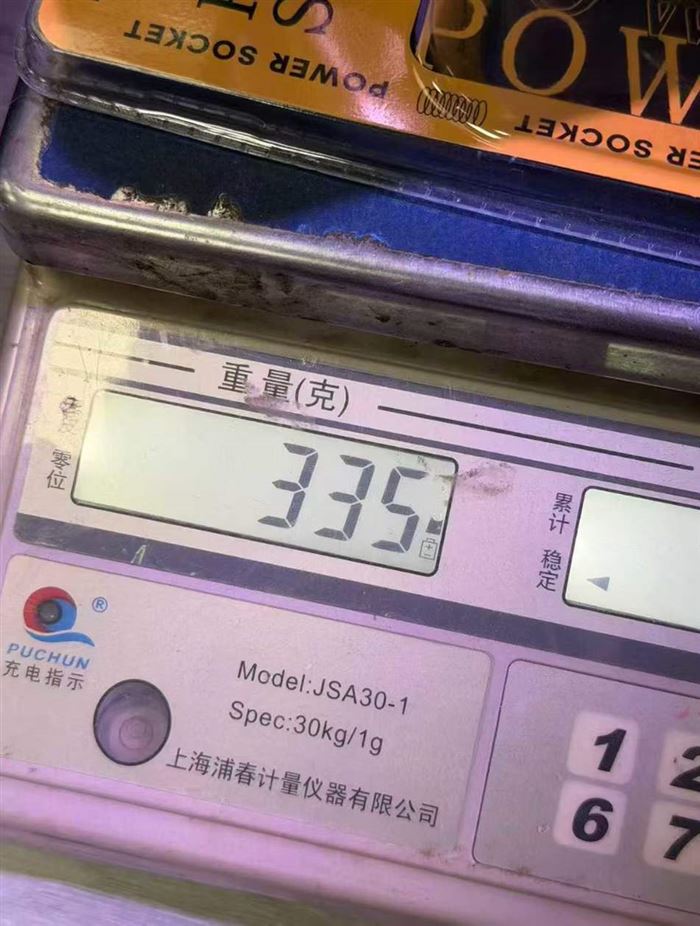 POWER SOCKET
POWER SOCKET
POW
重量(克)
零位
335
累计
稳定
PUCHUN
®
充电指示
Model:JSA30-1
Spec:30kg/1g
上海浦春计量仪器有限公司
1 2
6 7